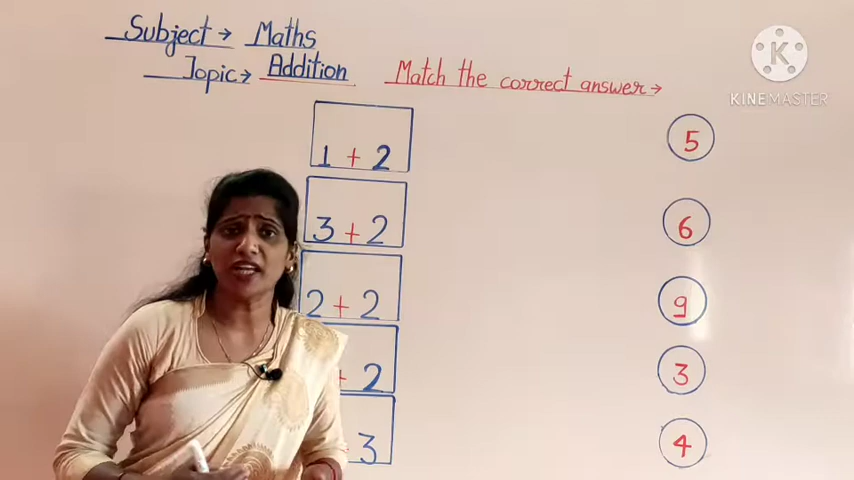 Subject → Maths
Topic → Addition
Match the correct answer →
K
KINEMASTER
1 + 2
5
3 + 2
6
2 + 2
9
+ 2
3
3
4